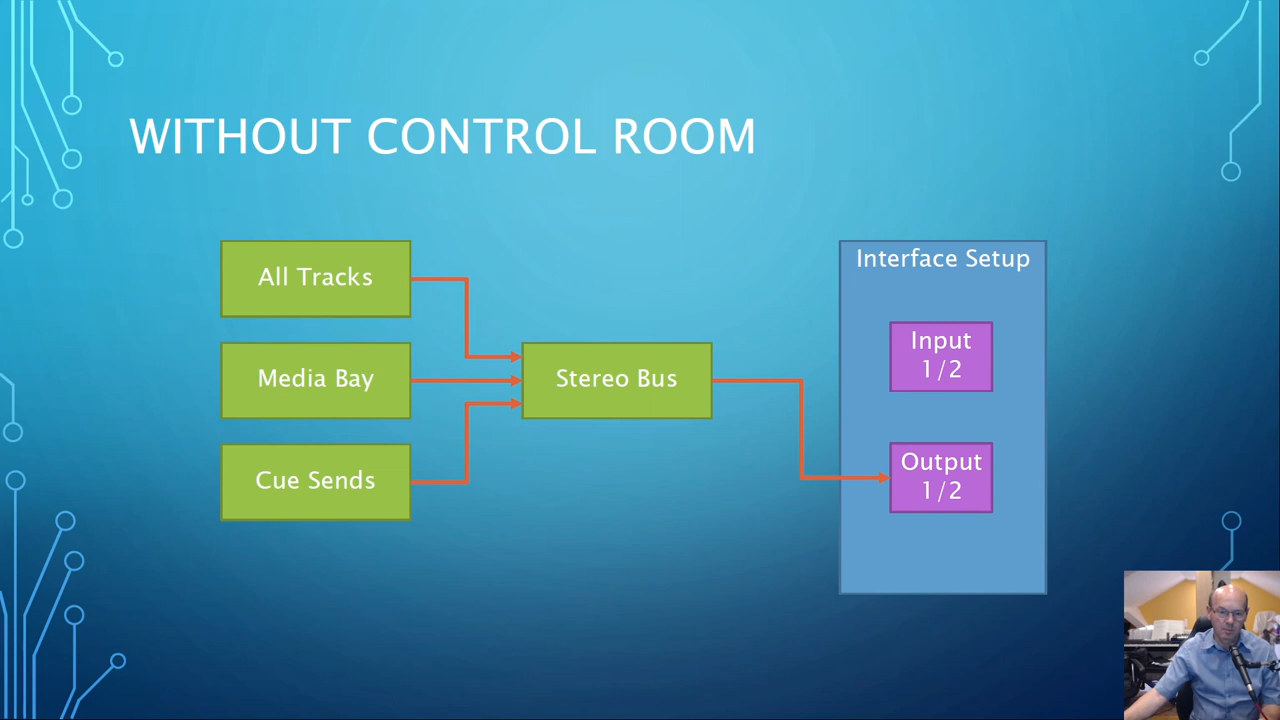 WITHOUT CONTROL ROOM
All Tracks
Media Bay
Cue Sends
Stereo Bus
Interface Setup
Input
1/2
Output
1/2